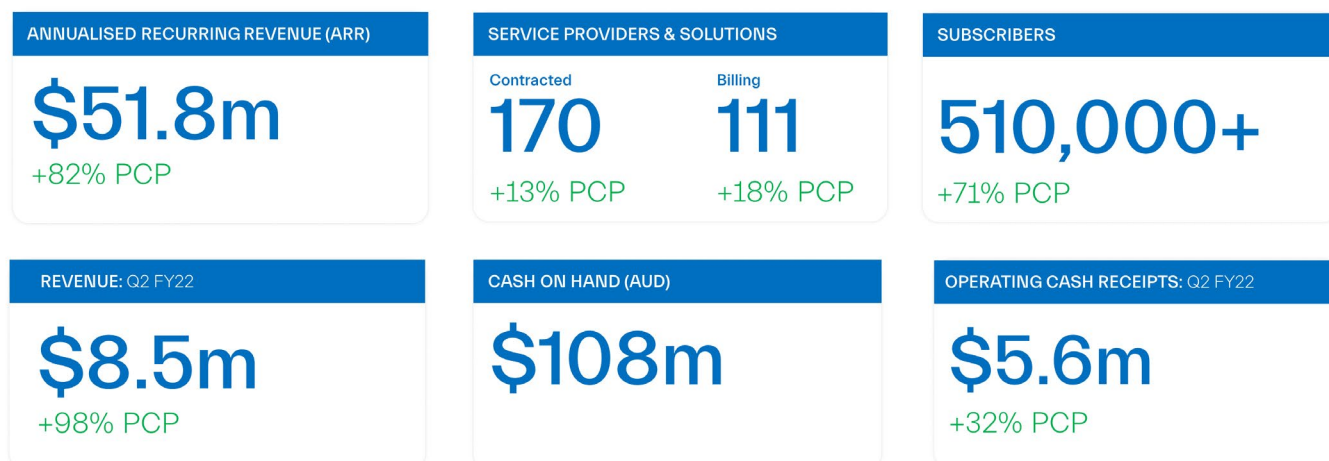 ANNUALISED RECURRING REVENUE (ARR)
$51.8m
+82% PCP
SERVICE PROVIDERS & SOLUTIONS
Contracted
170
+13% PCP
Billing
111
+18% PCP
SUBSCRIBERS
510,000+
+71% PCP
REVENUE: Q2 FY22
$8.5m
+98% PCP
CASH ON HAND (AUD)
$108m
OPERATING CASH RECEIPTS: Q2 FY22
$5.6m
+32% PCP